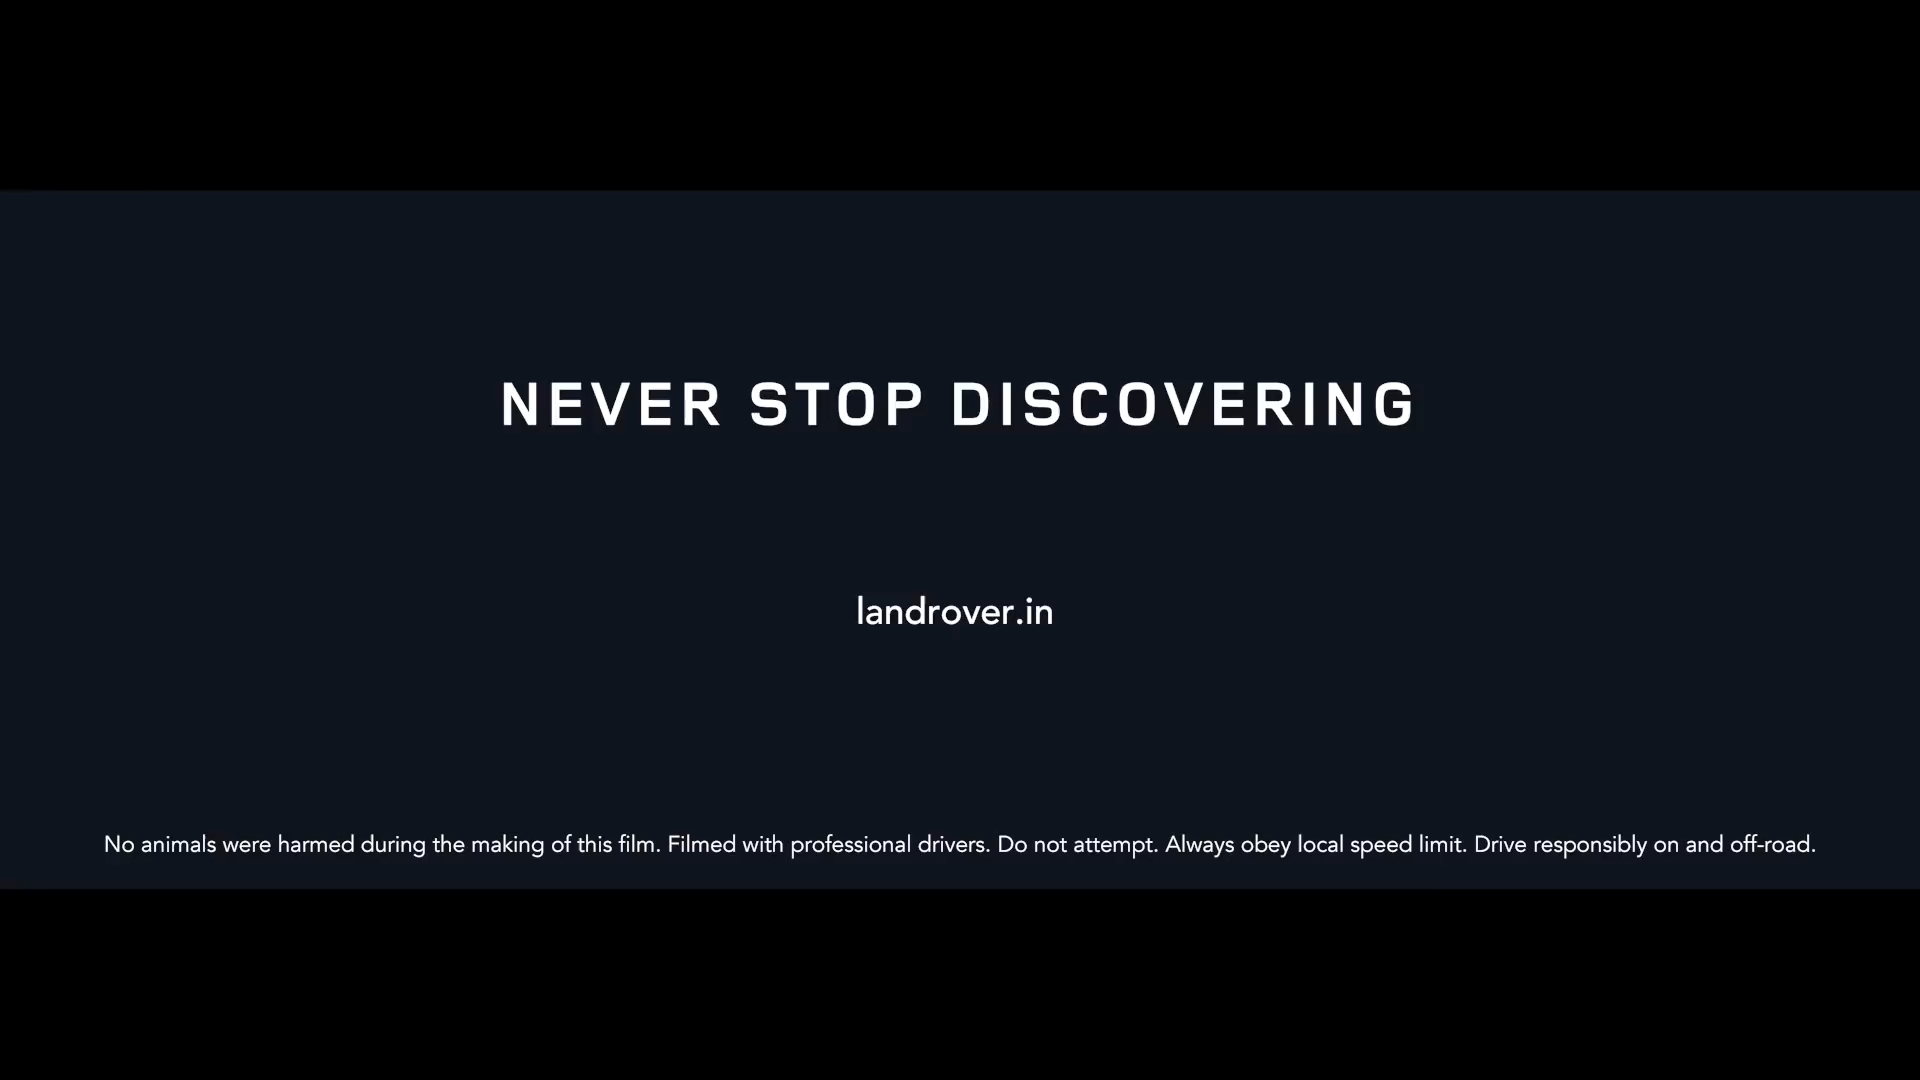 NEVER STOP DISCOVERING
landrover.in
No animals were harmed during the making of this film. Filmed with professional drivers. Do not attempt. Always obey local speed limit. Drive responsibly on and off-road.